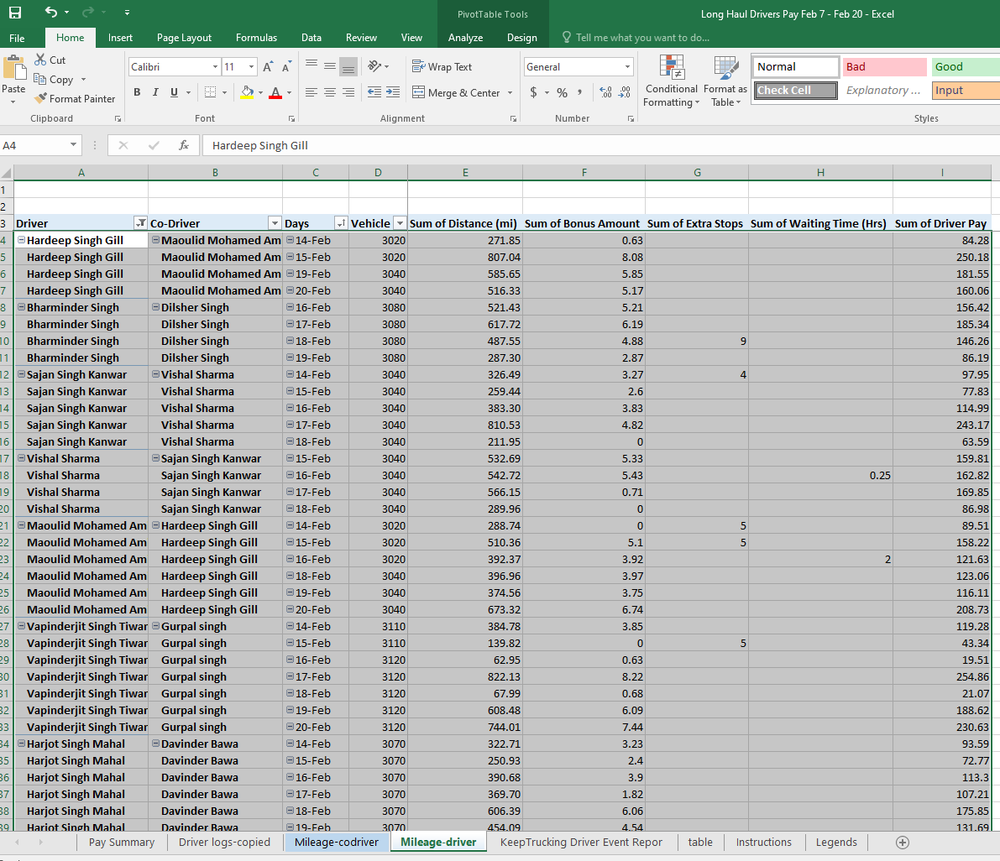 PivotTable Tools Long Haul Drivers Pay Feb 7 - Feb 20 - Excel
File Home Insert Page Layout Formulas Data Review View Analyze Design Tell me what you want to do...
Cut Calibri 11 Wrap Text General Normal Bad Good
Copy
Paste Format Painter B I U Merge & Center $ % , Conditional Formatting Format as Table Check Cell Explanatory ... Input
Clipboard Font Alignment Number Styles
A4 fx Hardeep Singh Gill
A B C D E F G H I
1
2
3 Driver Co-Driver Days Vehicle Sum of Distance (mi) Sum of Bonus Amount Sum of Extra Stops Sum of Waiting Time (Hrs) Sum of Driver Pay
4 Hardeep Singh Gill Maoulid Mohamed Am 14-Feb 3020 271.85 0.63 84.28
5 Hardeep Singh Gill Maoulid Mohamed Am 15-Feb 3020 807.04 8.08 250.18
6 Hardeep Singh Gill Maoulid Mohamed Am 19-Feb 3020 585.65 5.85 181.55
7 Hardeep Singh Gill Maoulid Mohamed Am 20-Feb 3020 516.33 5.17 160.06
8 Bharminder Singh Dilsher Singh 16-Feb 3080 521.43 5.21 156.42
9 Bharminder Singh Dilsher Singh 17-Feb 3080 617.72 6.19 185.34
10 Bharminder Singh Dilsher Singh 18-Feb 3080 487.55 4.88 9 146.26
11 Bharminder Singh Dilsher Singh 19-Feb 3080 287.30 2.87 86.19
12 Sajan Singh Kanwar Vishal Sharma 14-Feb 3040 326.49 3.27 4 97.95
13 Sajan Singh Kanwar Vishal Sharma 15-Feb 3040 259.44 2.6 77.83
14 Sajan Singh Kanwar Vishal Sharma 16-Feb 3040 383.30 3.83 114.99
15 Sajan Singh Kanwar Vishal Sharma 17-Feb 3040 810.53 4.82 243.17
16 Sajan Singh Kanwar Vishal Sharma 18-Feb 3040 211.95 0 63.59
17 Vishal Sharma Sajan Singh Kanwar 15-Feb 3040 532.69 5.33 159.81
18 Vishal Sharma Sajan Singh Kanwar 16-Feb 3040 542.72 5.43 0.25 162.82
19 Vishal Sharma Sajan Singh Kanwar 17-Feb 3040 566.15 0.71 169.85
20 Vishal Sharma Sajan Singh Kanwar 18-Feb 3040 289.96 0 86.98
21 Maoulid Mohamed Am Hardeep Singh Gill 14-Feb 3020 288.74 0 5 89.51
22 Maoulid Mohamed Am Hardeep Singh Gill 15-Feb 3020 510.36 5.1 5 158.22
23 Maoulid Mohamed Am Hardeep Singh Gill 16-Feb 3020 392.37 3.92 2 121.63
24 Maoulid Mohamed Am Hardeep Singh Gill 18-Feb 3040 396.96 3.97 123.06
25 Maoulid Mohamed Am Hardeep Singh Gill 19-Feb 3040 374.56 3.75 116.11
26 Maoulid Mohamed Am Hardeep Singh Gill 20-Feb 3040 673.32 6.74 208.73
27 Vapinderjit Singh Tiwar Gurpal singh 14-Feb 3110 384.78 3.85 119.28
28 Vapinderjit Singh Tiwar Gurpal singh 15-Feb 3110 139.82 0 5 43.34
29 Vapinderjit Singh Tiwar Gurpal singh 16-Feb 3120 62.95 0.63 19.51
30 Vapinderjit Singh Tiwar Gurpal singh 17-Feb 3120 822.13 8.22 254.86
31 Vapinderjit Singh Tiwar Gurpal singh 18-Feb 3120 67.99 0.68 21.07
32 Vapinderjit Singh Tiwar Gurpal singh 19-Feb 3120 608.48 6.09 188.62
33 Vapinderjit Singh Tiwar Gurpal singh 20-Feb 3120 744.01 7.44 230.63
34 Harjot Singh Mahal Davinder Bawa 14-Feb 3070 322.71 3.23 93.59
35 Harjot Singh Mahal Davinder Bawa 15-Feb 3070 250.93 2.4 72.77
36 Harjot Singh Mahal Davinder Bawa 16-Feb 3070 390.68 3.9 113.3
37 Harjot Singh Mahal Davinder Bawa 17-Feb 3070 369.70 1.82 107.21
38 Harjot Singh Mahal Davinder Bawa 18-Feb 3070 606.39 6.06 175.85
39 Harjot Singh Mahal Davinder Bawa 19-Feb 3070 454.09 4.54 131.69
Pay Summary Driver logs-copied Mileage-codriver Mileage-driver KeepTrucking Driver Event Repor table Instructions Legends